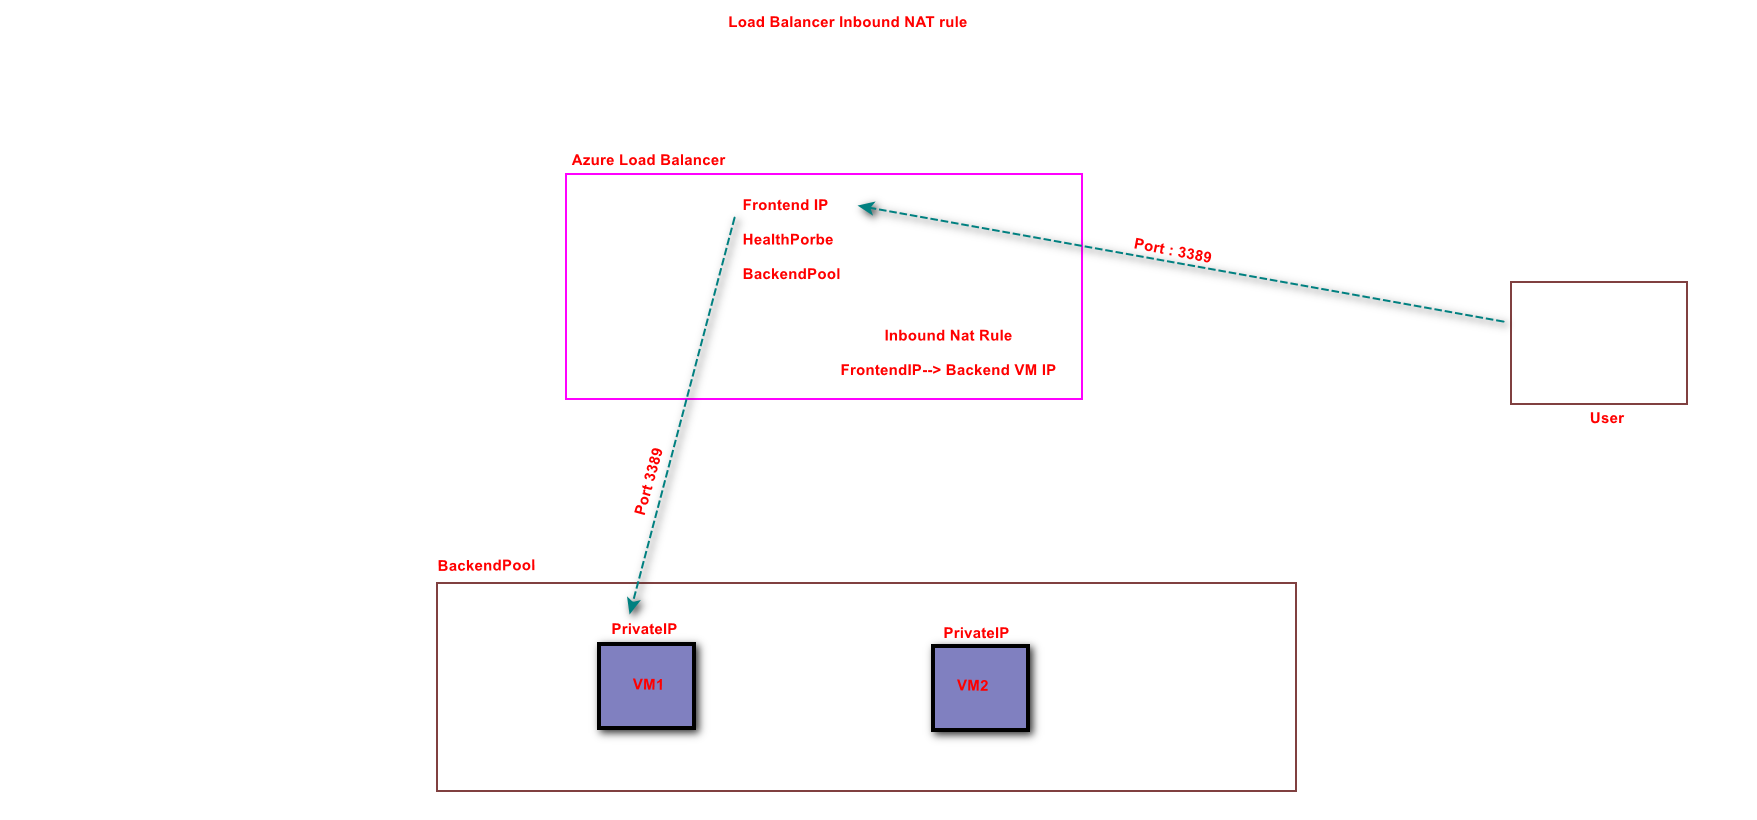 Load Balancer Inbound NAT rule
Azure Load Balancer
Frontend IP
HealthPorbe
BackendPool
Port : 3389
Inbound Nat Rule
FrontendIP--> Backend VM IP
User
Port 3389
BackendPool
PrivateIP
PrivateIP
VM1
VM2